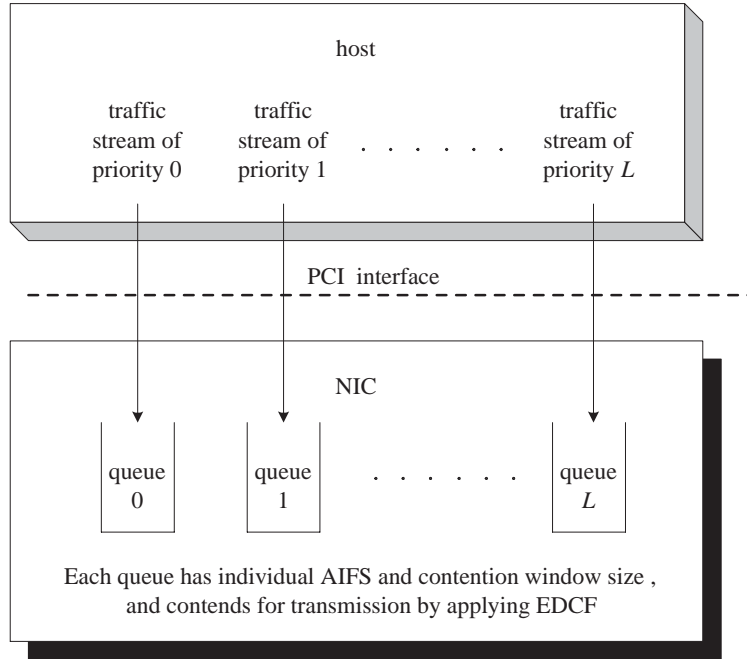 host
traffic
stream of
priority 0
traffic
stream of
priority 1
. . . . . .
traffic
stream of
priority L
PCI interface
NIC
queue
0
queue
1
. . . . . .
queue
L
Each queue has individual AIFS and contention window size ,
and contends for transmission by applying EDCF